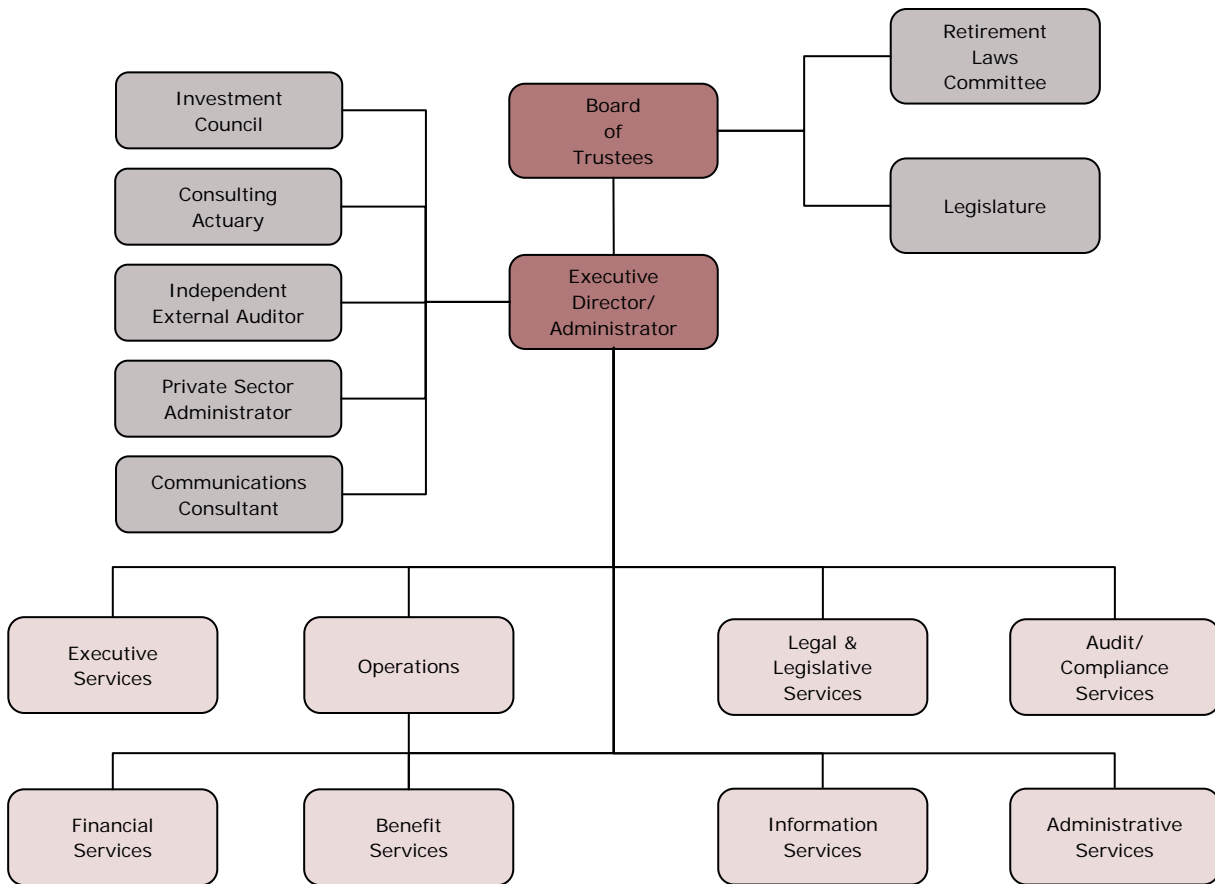 Retirement
Laws
Committee
Investment
Council
Board
of
Trustees
Consulting
Actuary
Legislature
Independent
External Auditor
Executive
Director/
Administrator
Private Sector
Administrator
Communications
Consultant
Executive
Services
Operations
Legal &
Legislative
Services
Audit/
Compliance
Services
Financial
Services
Benefit
Services
Information
Services
Administrative
Services